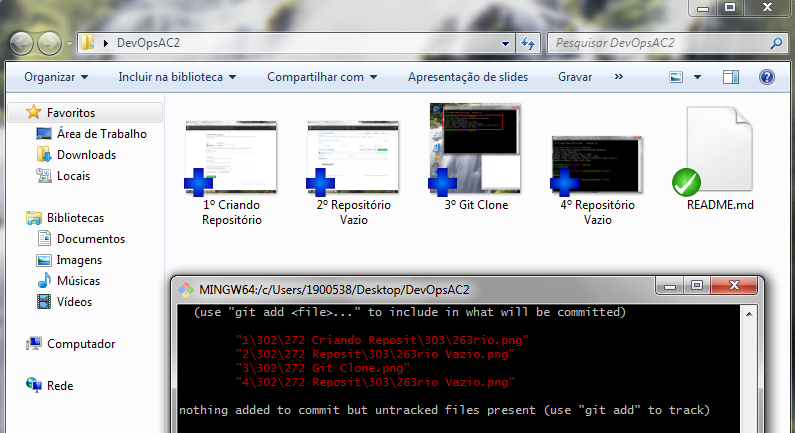 DevOpsAC2
Pesquisar DevOpsAC2
Organizar
Incluir na biblioteca
Compartilhar com
Apresentação de slides
Gravar
»
Favoritos
Área de Trabalho
Downloads
Locais
Bibliotecas
Documentos
Imagens
Músicas
Vídeos
Computador
Rede
1º Criando
Repositório
2º Repositório
Vazio
3º Git Clone
4º Repositório
Vazio
README.md
MINGW64:/c/Users/1900538/Desktop/DevOpsAC2
(use "git add <file>..." to include in what will be committed)
"1\302\272 Criando Reposit\303\263rio.png"
"2\302\272 Reposit\303\263rio Vazio.png"
"3\302\272 Git Clone.png"
"4\302\272 Reposit\303\263rio Vazio.png"
nothing added to commit but untracked files present (use "git add" to track)